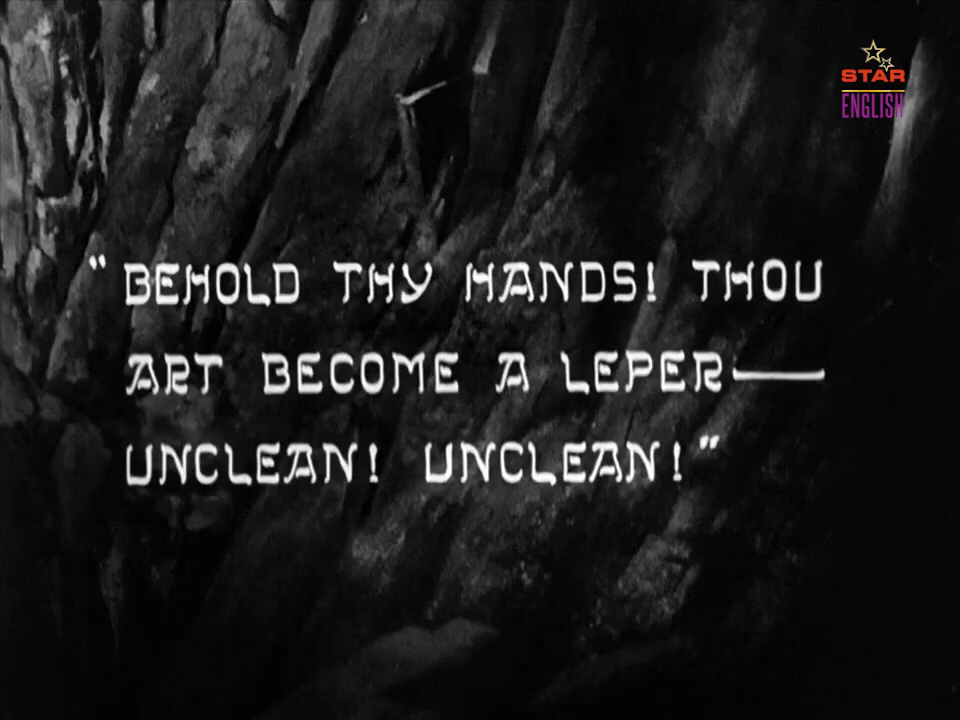 STAR
ENGLISH
"BEHOLD THY HANDS! THOU
ART BECOME A LEPER—
UNCLEAN! UNCLEAN!"